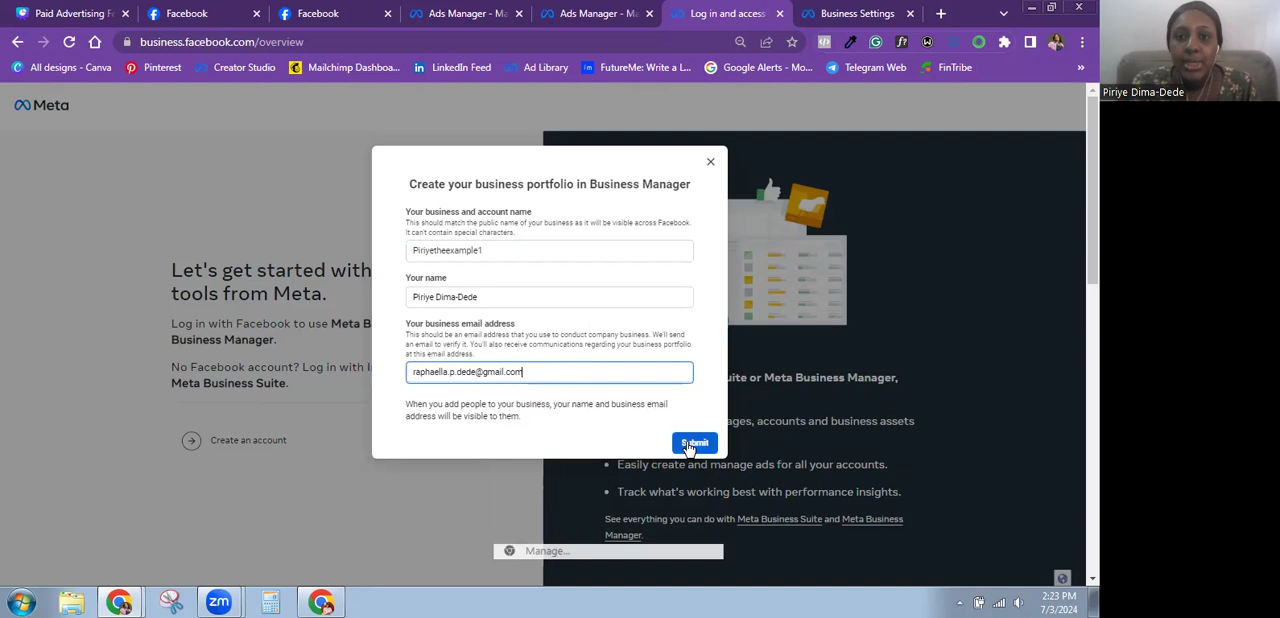 Paid Advertising F
Facebook
Facebook
Ads Manager - M
Ads Manager - Ma
Log in and access
Business Settings
business.facebook.com/overview
All designs - Canva
Pinterest
Creator Studio
Mailchimp Dashboa...
LinkedIn Feed
Ad Library
FutureMe: Write a L...
Google Alerts - Mo...
Telegram Web
FinTribe
Piriye Dima-Dede
Meta
Create your business portfolio in Business Manager
Your business and account name
This should match the public name of your business as it will be visible across Facebook.
It can't contain special characters.
Piriyetheexample1
Your name
Piriye Dima-Dede
Your business email address
This should be an email address that you use to conduct company business. We'll send
an email to verify it. You'll also receive communications regarding your business portfolio
at this email address.
raphaella.p.dede@gmail.com
When you add people to your business, your name and business email
address will be visible to them.
Submit
Let's get started with
tools from Meta.
Log in with Facebook to use Meta B
Business Manager.
No Facebook account? Log in with I
Meta Business Suite.
Create an account
uite or Meta Business Manager,
ages, accounts and business assets
Easily create and manage ads for all your accounts.
Track what's working best with performance insights.
See everything you can do with Meta Business Suite and Meta Business
Manager.
Manage...
zm
2:23 PM
7/3/2024